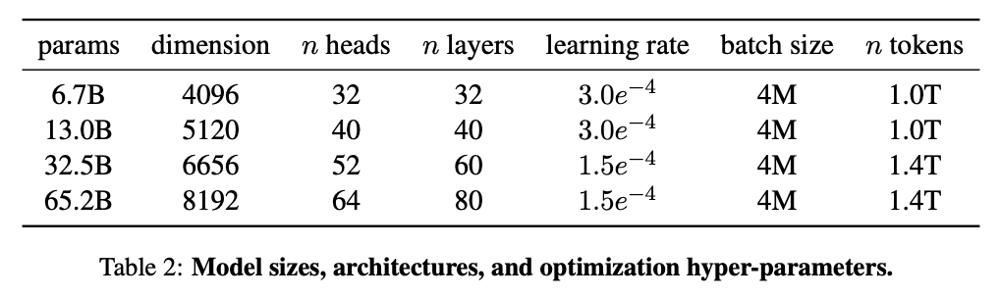 params dimension n heads n layers learning rate batch size n tokens
6.7B 4096 32 32 3.0e⁻⁴ 4M 1.0T
13.0B 5120 40 40 3.0e⁻⁴ 4M 1.0T
32.5B 6656 52 60 1.5e⁻⁴ 4M 1.4T
65.2B 8192 64 80 1.5e⁻⁴ 4M 1.4T
Table 2: Model sizes, architectures, and optimization hyper-parameters.